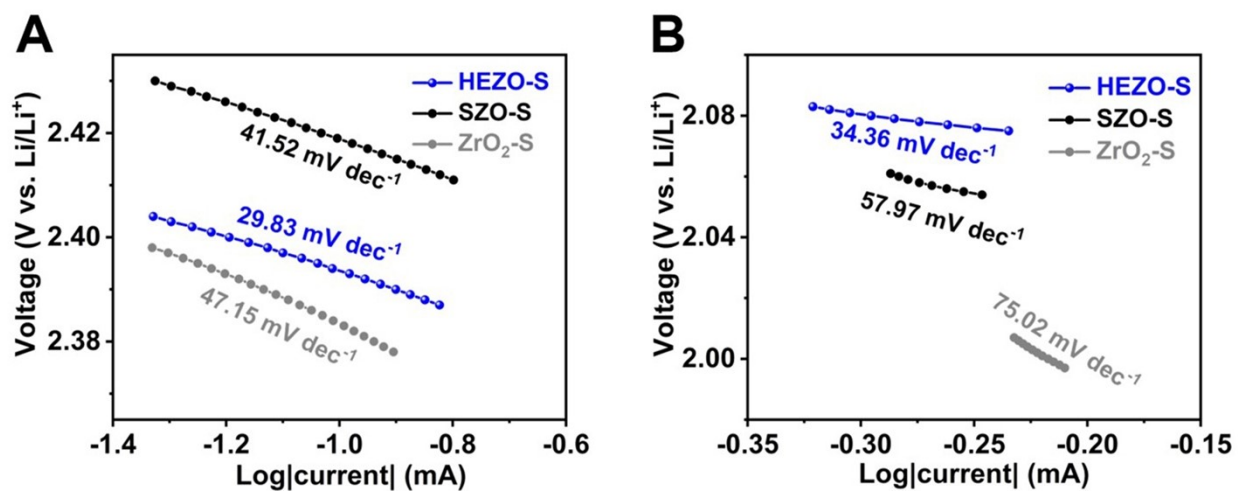 A
Voltage (V vs. Li/Li⁺)
2.42
2.40
2.38
HEZO-S
SZO-S
ZrO₂-S
41.52 mV dec⁻¹
29.83 mV dec⁻¹
47.15 mV dec⁻¹
-1.4 -1.2 -1.0 -0.8 -0.6
Log|current| (mA)
B
Voltage (V vs. Li/Li⁺)
2.08
2.04
2.00
HEZO-S
SZO-S
ZrO₂-S
34.36 mV dec⁻¹
57.97 mV dec⁻¹
75.02 mV dec⁻¹
-0.35 -0.30 -0.25 -0.20 -0.15
Log|current| (mA)